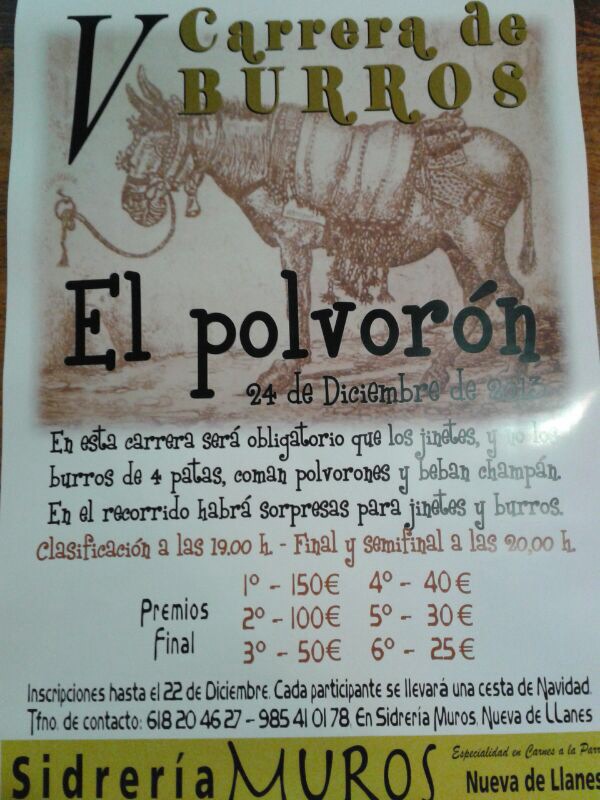 V Carrera de
BURROS
El polvorón
24 de Diciembre de 2013
En esta carrera será obligatorio que los jinetes, y no los
burros de 4 patas, coman polvorones y beban champán.
En el recorrido habrá sorpresas para jinetes y burros.
Clasificación a las 19.00 h. - Final y semifinal a las 20,00 h.
Premios
Final
1º - 150€ 4º - 40€
2º - 100€ 5º - 30€
3º - 50€ 6º - 25€
Inscripciones hasta el 22 de Diciembre. Cada participante se llevará una cesta de Navidad.
Tfno. de contacto: 618 20 46 27 - 985 41 01 78. En Sidrería Muros, Nueva de LLanes
Sidrería MUROS
Especialidad en Carnes a la Parr
Nueva de Llanes